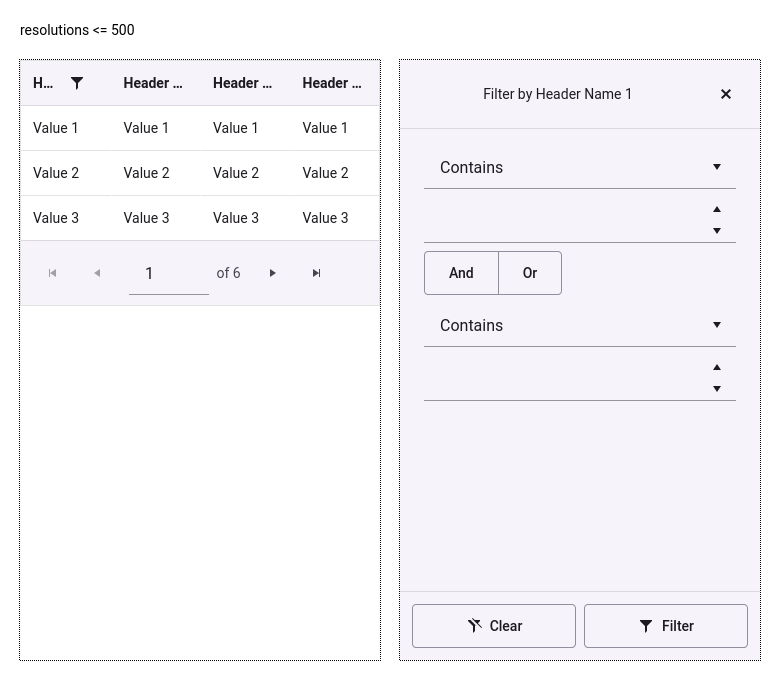 resolutions <= 500
H... Header ... Header ... Header ...
Value 1 Value 1 Value 1 Value 1
Value 2 Value 2 Value 2 Value 2
Value 3 Value 3 Value 3 Value 3
1 of 6
Filter by Header Name 1
Contains
And Or
Contains
Clear Filter